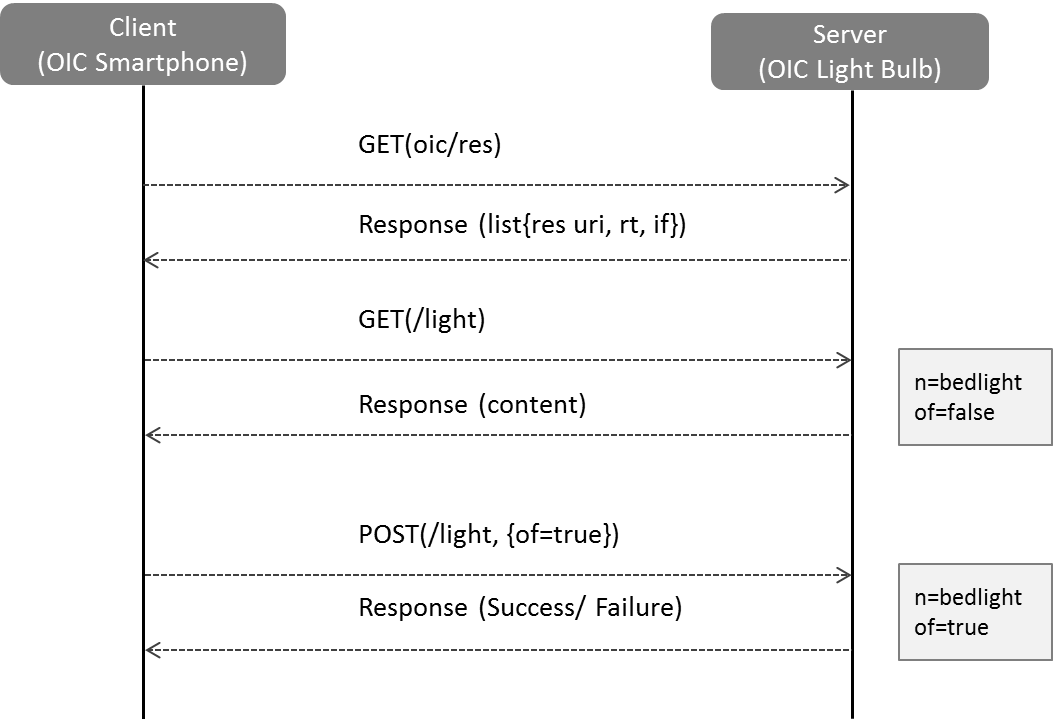 Client
(OIC Smartphone)
Server
(OIC Light Bulb)
GET(oic/res)
Response (list{res uri, rt, if})
GET(/light)
n=bedlight
of=false
Response (content)
POST(/light, {of=true})
n=bedlight
of=true
Response (Success/ Failure)